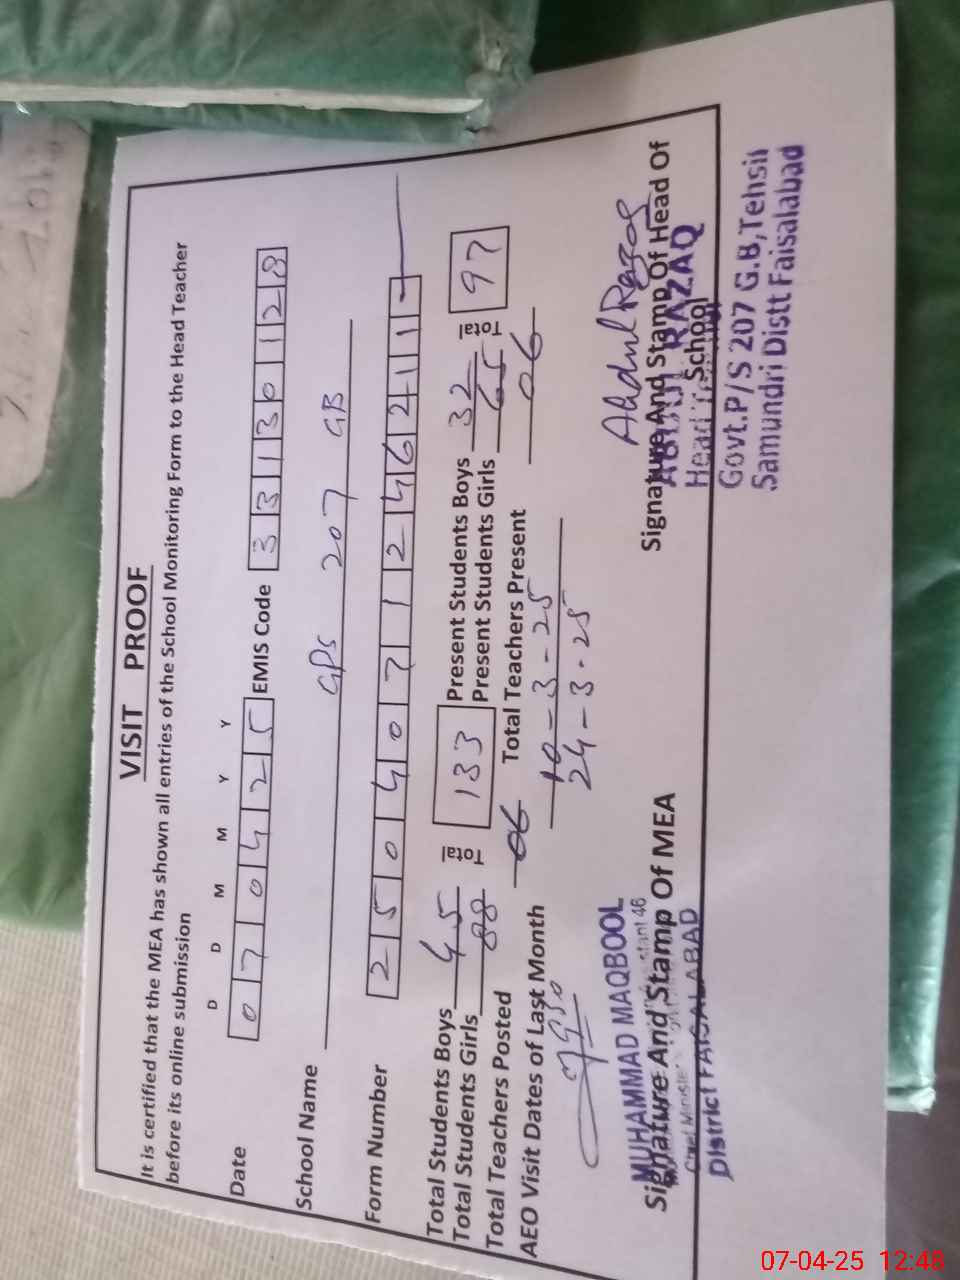 VISIT PROOF
It is certified that the MEA has shown all entries of the School Monitoring Form to the Head Teacher
before its online submission
D D M M Y Y
Date 0 7 0 4 2 5 EMIS Code 3 3 1 3 0 1 2 8
School Name GPS 207 GB
Form Number 2 5 0 4 0 7 1 2 4 6 2 1 1 -
Total Students Boys 45 Total 133 Present Students Boys 32 Total 97
Total Students Girls 88 Present Students Girls 65
Total Teachers Posted 06 Total Teachers Present 06
AEO Visit Dates of Last Month 10-3-25
24-3-25
Abdul Razaq
MUHAMMAD MAQBOOL
46
Signature And Stamp Of MEA Signature And Stamp Of Head Of
School
Chief Minister's
District FAISALABAD
ABDUL RAZAQ
Head
Govt.P/S 207 G.B,Tehsil
Samundri Distt Faisalabad
07-04-25 12:48